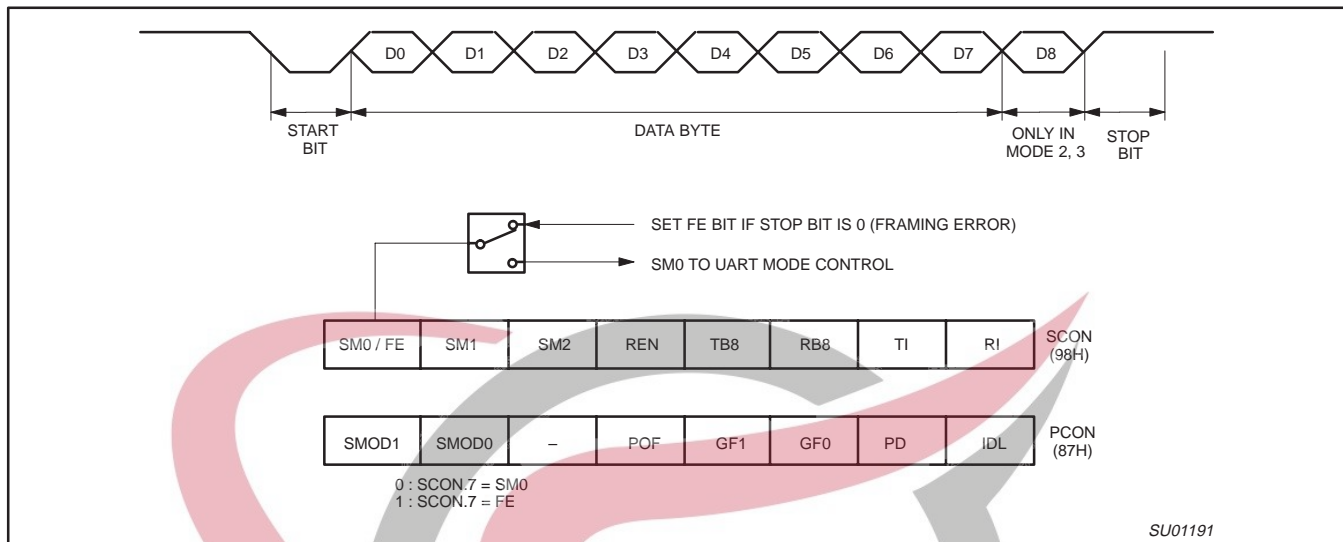 D0 D1 D2 D3 D4 D5 D6 D7 D8
START
BIT
DATA BYTE
ONLY IN
MODE 2, 3
STOP
BIT
SET FE BIT IF STOP BIT IS 0 (FRAMING ERROR)
SM0 TO UART MODE CONTROL
SM0 / FE SM1 SM2 REN TB8 RB8 TI RI
SCON
(98H)
SMOD1 SMOD0 – POF GF1 GF0 PD IDL
PCON
(87H)
0 : SCON.7 = SM0
1 : SCON.7 = FE
SU01191